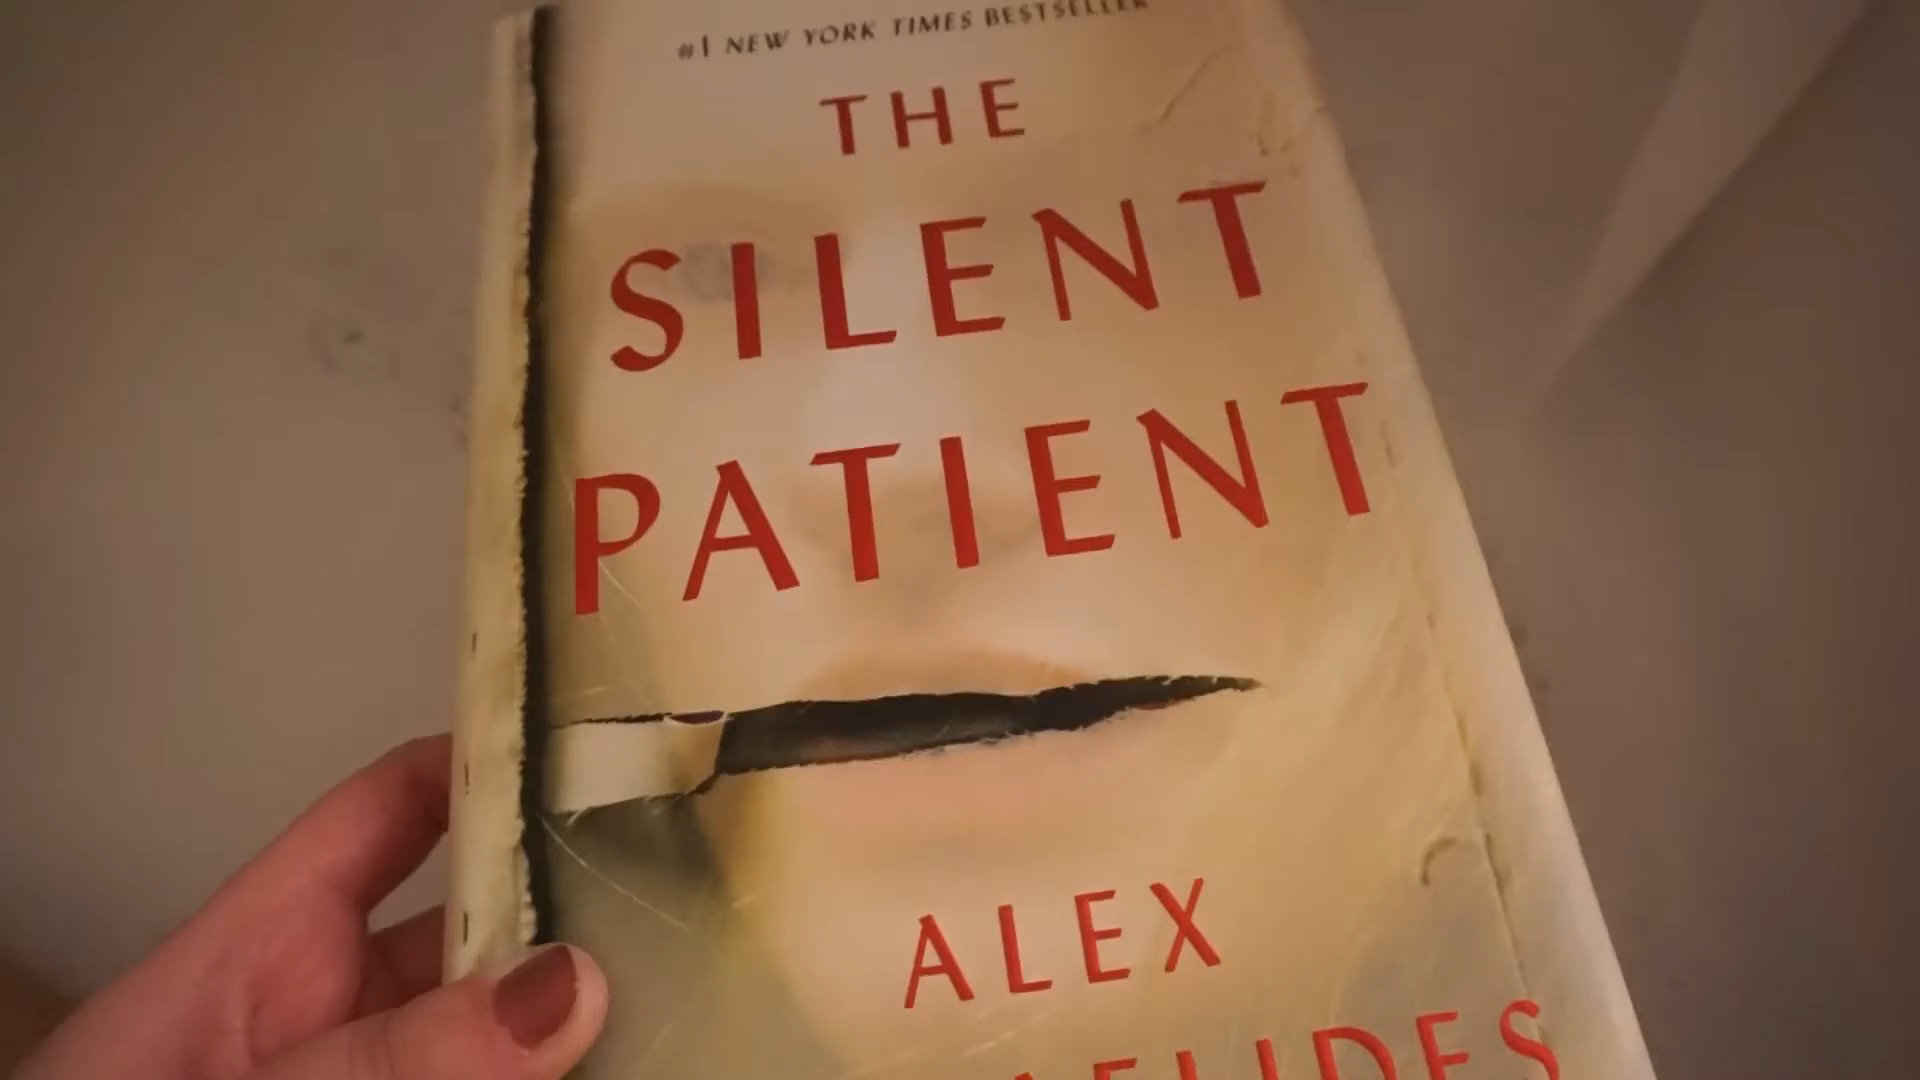 #1 NEW YORK TIMES BESTSELLER
THE
SILENT
PATIENT
ALEX